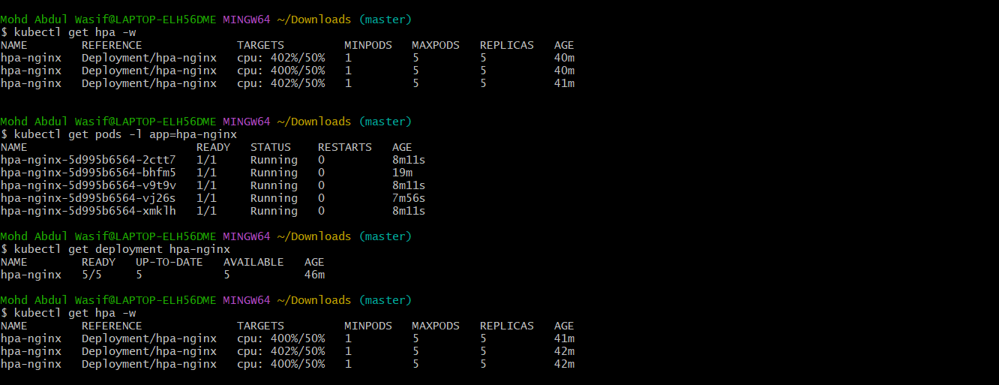 Mohd Abdul Wasif@LAPTOP-ELH56DME MINGW64 ~/Downloads (master)
$ kubectl get hpa -w
NAME        REFERENCE              TARGETS         MINPODS   MAXPODS   REPLICAS   AGE
hpa-nginx   Deployment/hpa-nginx   cpu: 402%/50%   1         5         5          40m
hpa-nginx   Deployment/hpa-nginx   cpu: 400%/50%   1         5         5          40m
hpa-nginx   Deployment/hpa-nginx   cpu: 402%/50%   1         5         5          41m
Mohd Abdul Wasif@LAPTOP-ELH56DME MINGW64 ~/Downloads (master)
$ kubectl get pods -l app=hpa-nginx
NAME                         READY   STATUS    RESTARTS   AGE
hpa-nginx-5d995b6564-2ctt7   1/1     Running   0          8m11s
hpa-nginx-5d995b6564-bhfm5   1/1     Running   0          19m
hpa-nginx-5d995b6564-v9t9v   1/1     Running   0          8m11s
hpa-nginx-5d995b6564-vj26s   1/1     Running   0          7m56s
hpa-nginx-5d995b6564-xmklh   1/1     Running   0          8m11s
Mohd Abdul Wasif@LAPTOP-ELH56DME MINGW64 ~/Downloads (master)
$ kubectl get deployment hpa-nginx
NAME        READY   UP-TO-DATE   AVAILABLE   AGE
hpa-nginx   5/5     5            5           46m
Mohd Abdul Wasif@LAPTOP-ELH56DME MINGW64 ~/Downloads (master)
$ kubectl get hpa -w
NAME        REFERENCE              TARGETS         MINPODS   MAXPODS   REPLICAS   AGE
hpa-nginx   Deployment/hpa-nginx   cpu: 400%/50%   1         5         5          41m
hpa-nginx   Deployment/hpa-nginx   cpu: 402%/50%   1         5         5          42m
hpa-nginx   Deployment/hpa-nginx   cpu: 400%/50%   1         5         5          42m